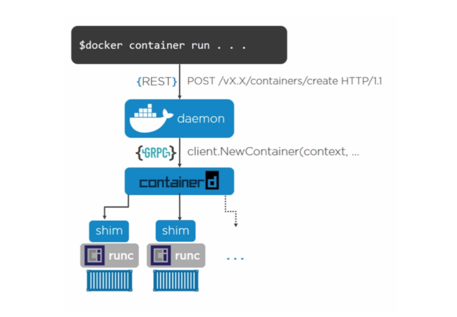 $docker container run . . .
{REST} POST /vX.X/containers/create HTTP/1.1
daemon
{GRPC} client.NewContainer(context, ...
containerd
shim shim
runc runc ...